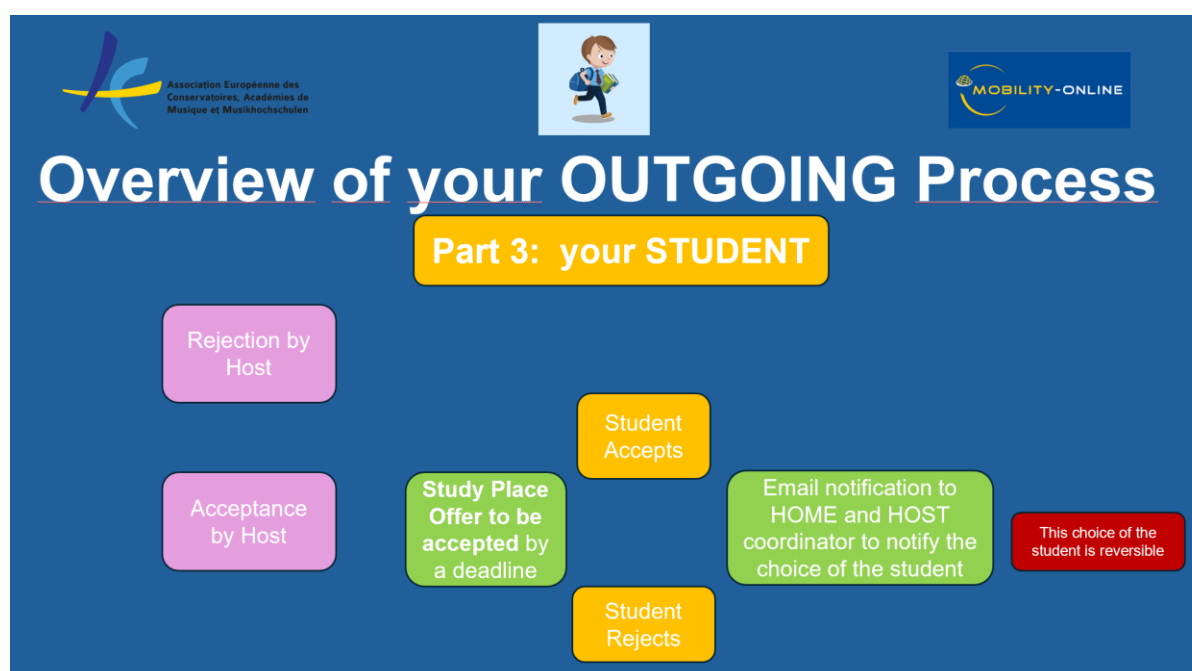 Association Européenne des
Conservatoires, Académies de
Musique et Musikhochschulen
MOBILITY-ONLINE
Overview of your OUTGOING Process
Part 3: your STUDENT
Rejection by
Host
Acceptance
by Host
Study Place
Offer to be
accepted by
a deadline
Student
Accepts
Student
Rejects
Email notification to
HOME and HOST
coordinator to notify the
choice of the student
This choice of the
student is reversible